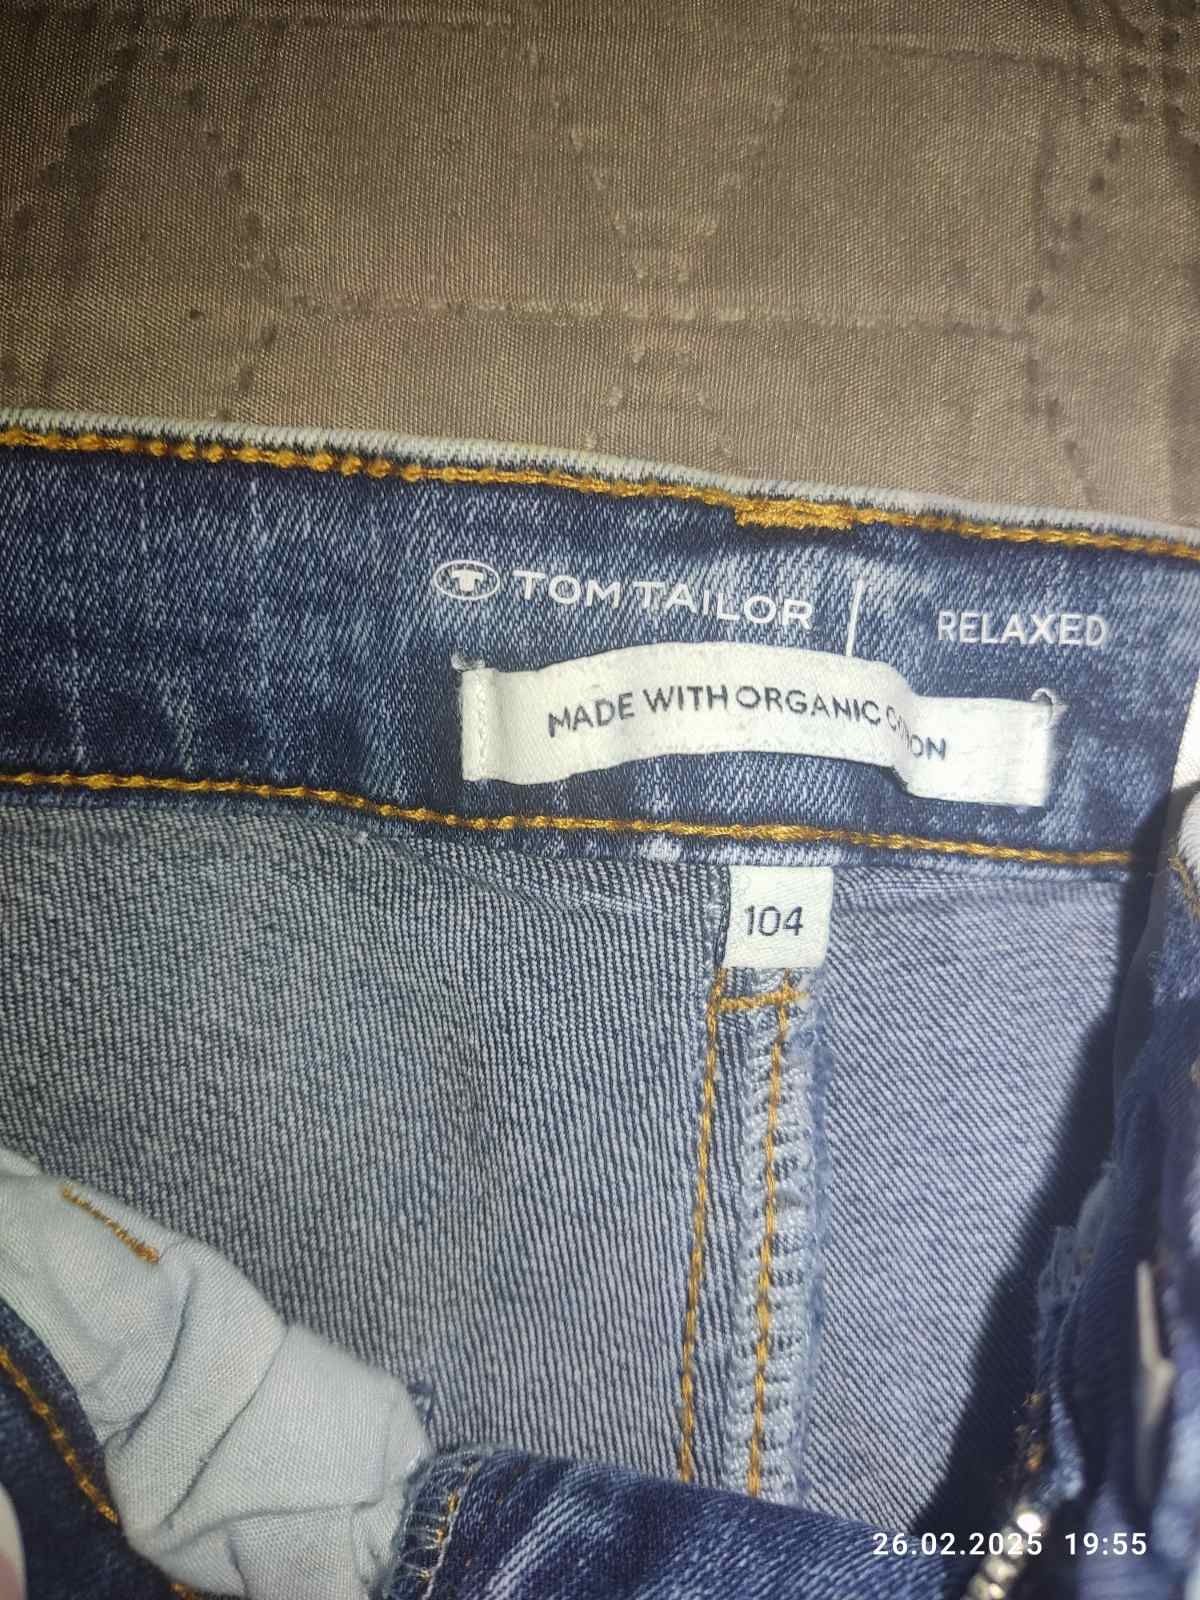 TOM TAILOR | RELAXED
MADE WITH ORGANIC
104
26.02.2025 19:55